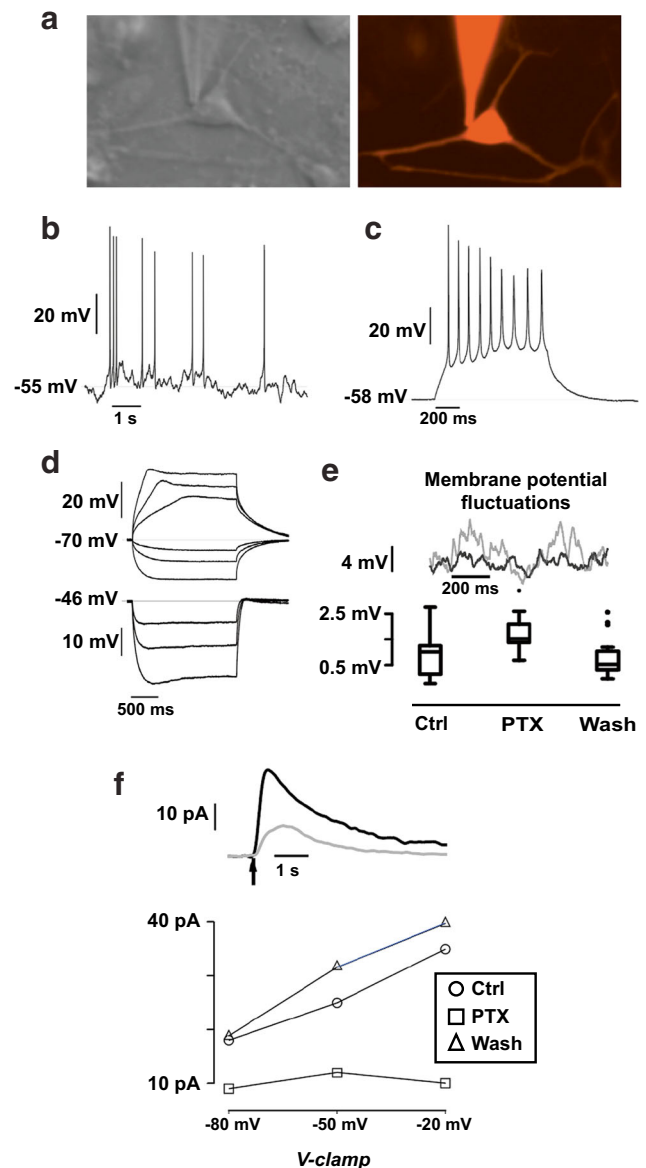 a
b
c
20 mV
-55 mV
1 s
20 mV
-58 mV
200 ms
d
20 mV
-70 mV
-46 mV
10 mV
500 ms
e
Membrane potential
fluctuations
4 mV
200 ms
2.5 mV
0.5 mV
Ctrl PTX Wash
f
10 pA
1 s
40 pA
10 pA
Ctrl
PTX
Wash
-80 mV -50 mV -20 mV
V-clamp